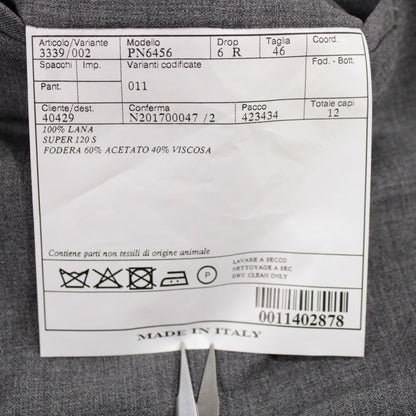 Articolo/Variante Modello Drop Taglia Coord.
3339/002 PN6456 6 R 46
Spacchi Imp. Varianti codificate Fod. - Bott.
Pant. 011
Cliente/dest. Conferma Pacco Totale capi
40429 N201700047 /2 423434 12
100% LANA
SUPER 120 S
FODERA 60% ACETATO 40% VISCOSA
Contiene parti non tessili di origine animale
LAVARE A SECCO
NETTOYAGE A SEC
DRY CLEAN ONLY
P
0011402878
MADE IN ITALY